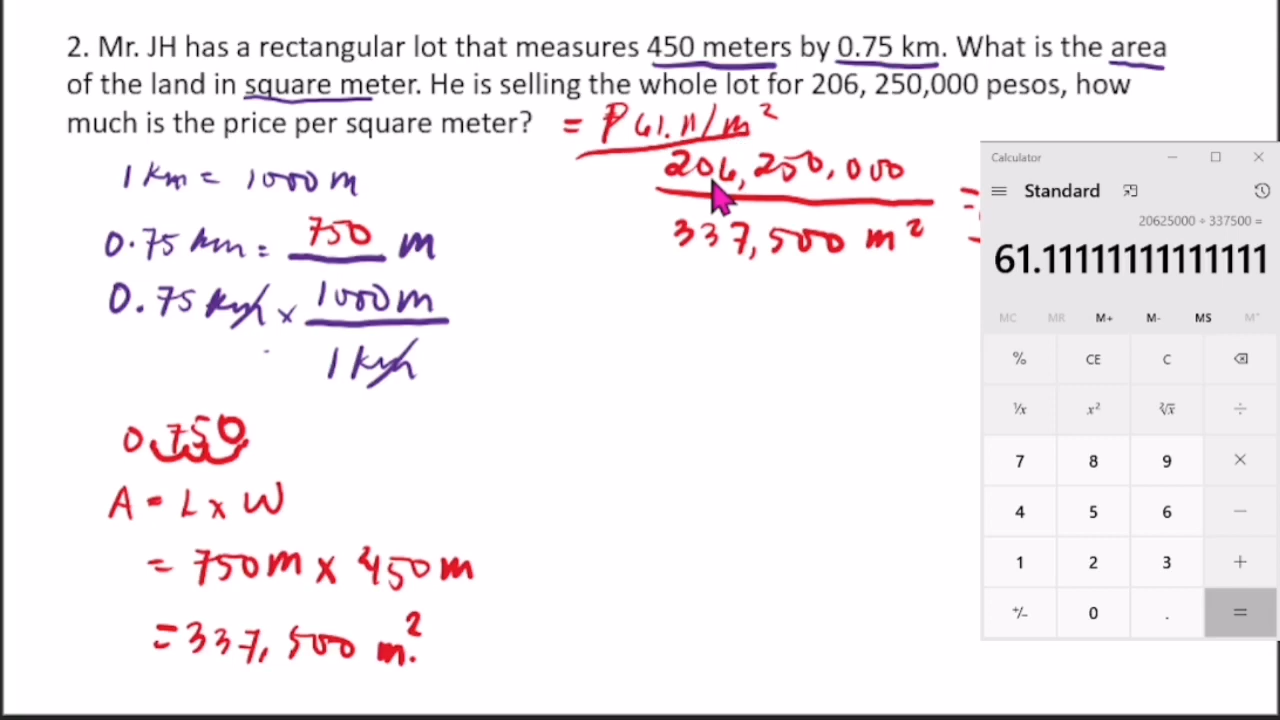 2. Mr. JH has a rectangular lot that measures 450 meters by 0.75 km. What is the area
of the land in square meter. He is selling the whole lot for 206, 250,000 pesos, how
much is the price per square meter?
= ₱61.11/m²
1 km = 1000 m
0.75 km = 750 m
0.75 km × 1000 m
1 km
0.750
A = L x W
= 750 m x 450 m
= 337,500 m².
206,250,000
337,500 m²
=
Calculator
Standard
20625000 ÷ 337500 =
61.11111111111111
MC MR M+ M- MS M˅
% CE C ⌫
¹/x x² ²√x ÷
7 8 9 ×
4 5 6 −
1 2 3 +
+/- 0 . =